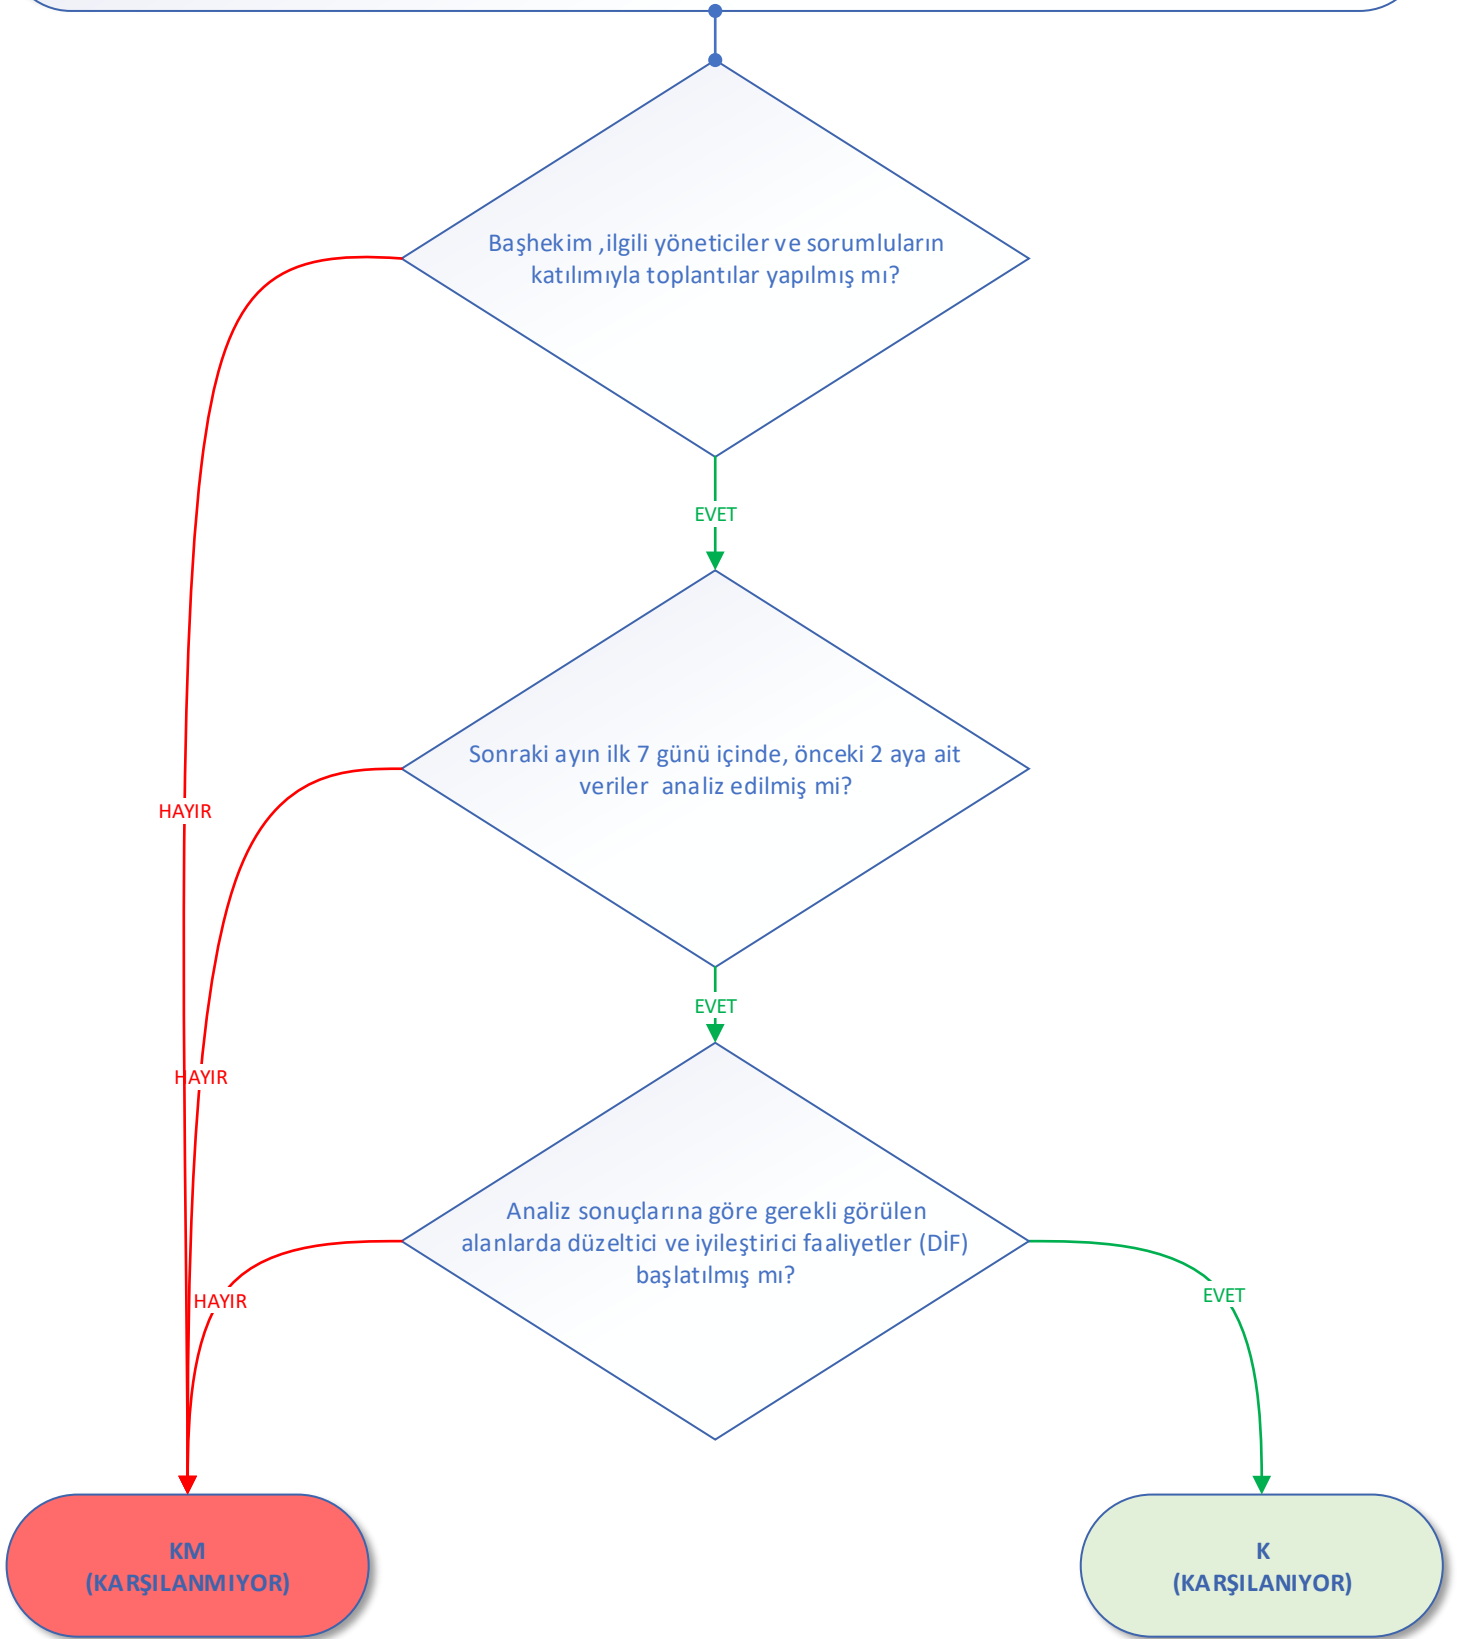 Başhekim ,ilgili yöneticiler ve sorumluların
katılımıyla toplantılar yapılmış mı?
EVET
Sonraki ayın ilk 7 günü içinde, önceki 2 aya ait
veriler  analiz edilmiş mi?
HAYIR
EVET
HAYIR
Analiz sonuçlarına göre gerekli görülen
alanlarda düzeltici ve iyileştirici faaliyetler (DİF)
başlatılmış mı?
HAYIR
EVET
KM
(KARŞILANMIYOR)
K
(KARŞILANIYOR)